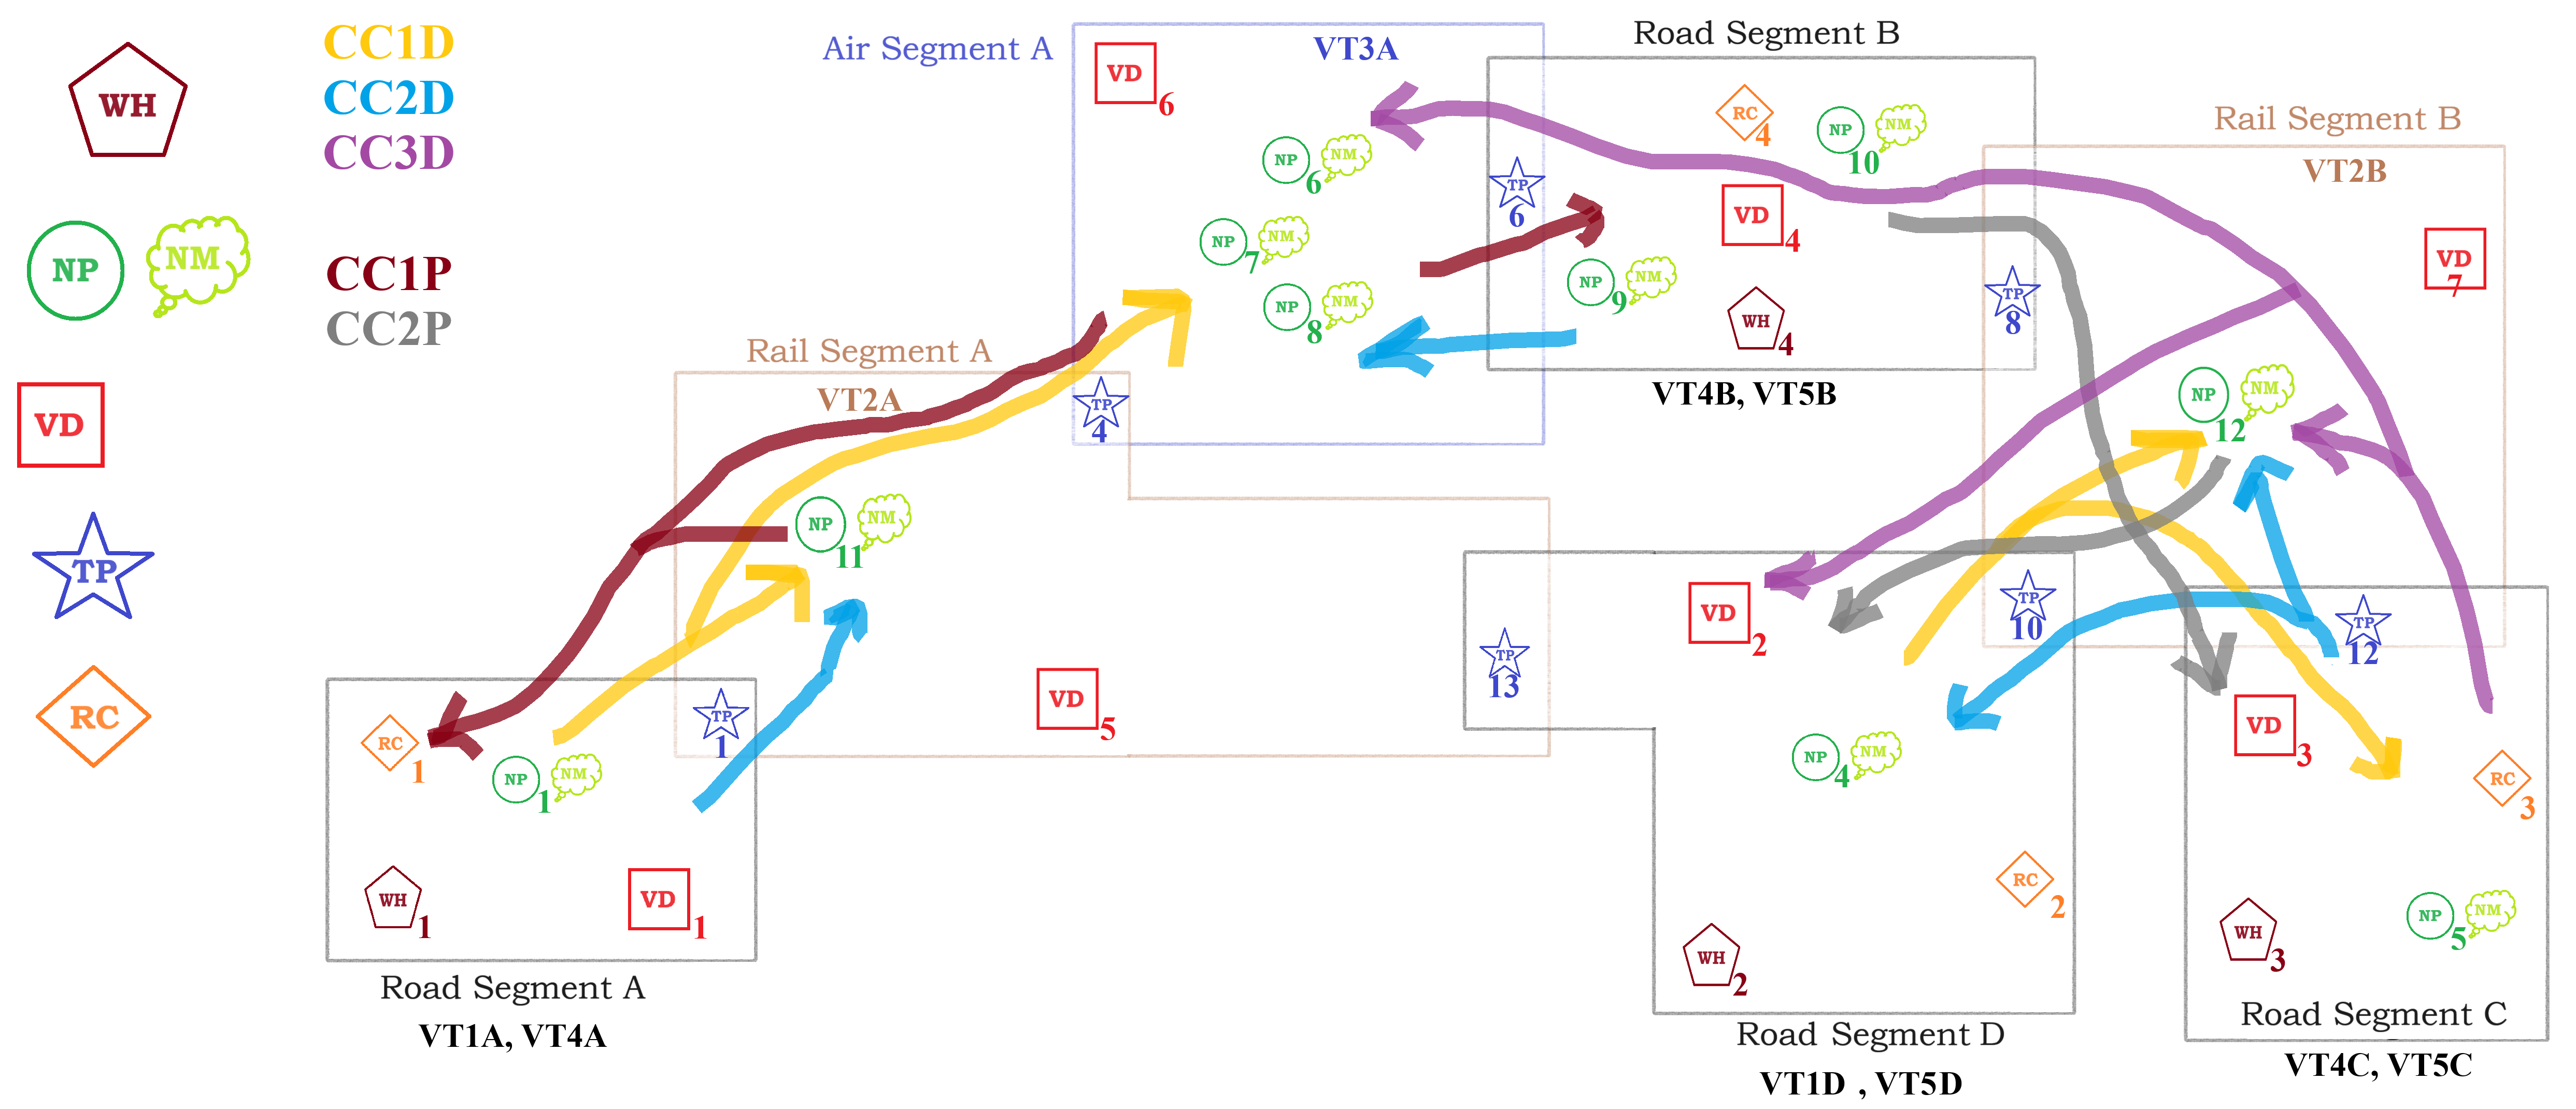 WH
NP NM
VD
TP
RC
CC1D
CC2D
CC3D
CC1P
CC2P
Air Segment A
VT3A
VD 6
NP 6 NM
NP 7 NM
NP 8 NM
TP 6
TP 4
Road Segment B
RC 4
NP 10 NM
VD 4
NP 9 NM
WH 4
TP 8
VT4B, VT5B
Rail Segment B
VT2B
VD 7
NP 12 NM
TP 10
TP 12
Rail Segment A
VT2A
NP 11 NM
TP 1
VD 5
TP 13
RC 1
NP 1 NM
WH 1
VD 1
Road Segment A
VT1A, VT4A
VD 2
NP 4 NM
RC 2
WH 2
Road Segment D
VT1D , VT5D
VD 3
RC 3
NP 5 NM
WH 3
Road Segment C
VT4C, VT5C